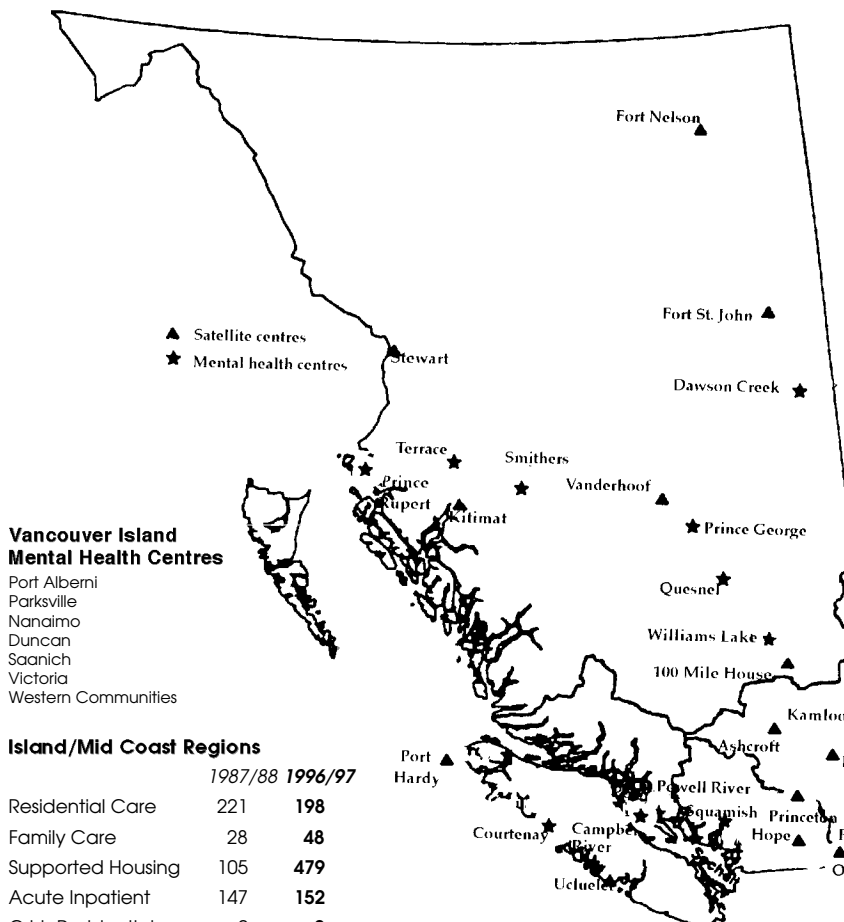 Fort Nelson
Fort St. John
Satellite centres
Mental health centres
Stewart
Dawson Creek
Terrace
Smithers
Prince
Rupert
Kitimat
Vanderhoof
Prince George
Quesnel
Williams Lake
100 Mile House
Vancouver Island
Mental Health Centres
Port Alberni
Parksville
Nanaimo
Duncan
Saanich
Victoria
Western Communities
Ashcroft
Port
Hardy
Powell River
Squamish
Princeton
Hope
Courtenay
Campbell
River
Ucluelet
Island/Mid Coast Regions
1987/88 1996/97
Residential Care 221 198
Family Care 28 48
Supported Housing 105 479
Acute Inpatient 147 152